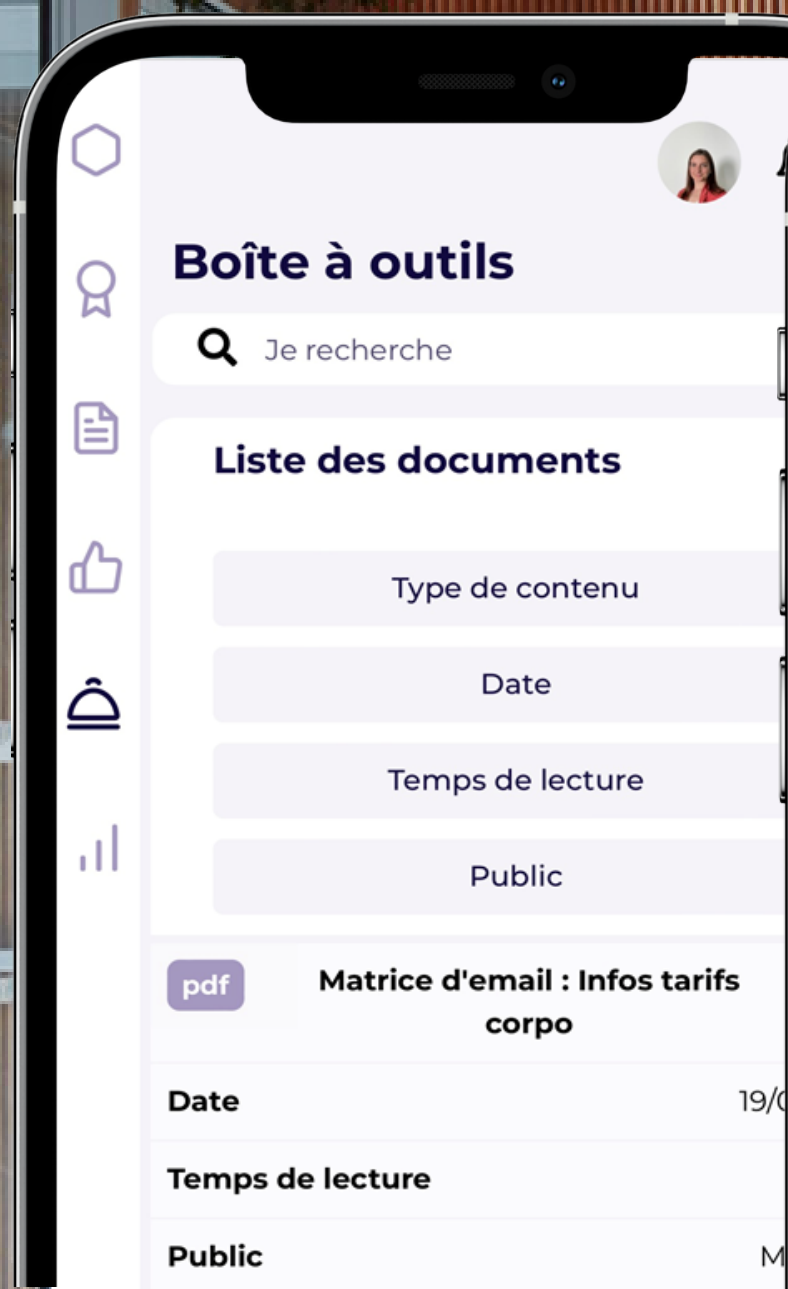 Boîte à outils
Je recherche
Liste des documents
Type de contenu
Date
Temps de lecture
Public
pdf
Matrice d'email : Infos tarifs
corpo
Date
Temps de lecture
Public